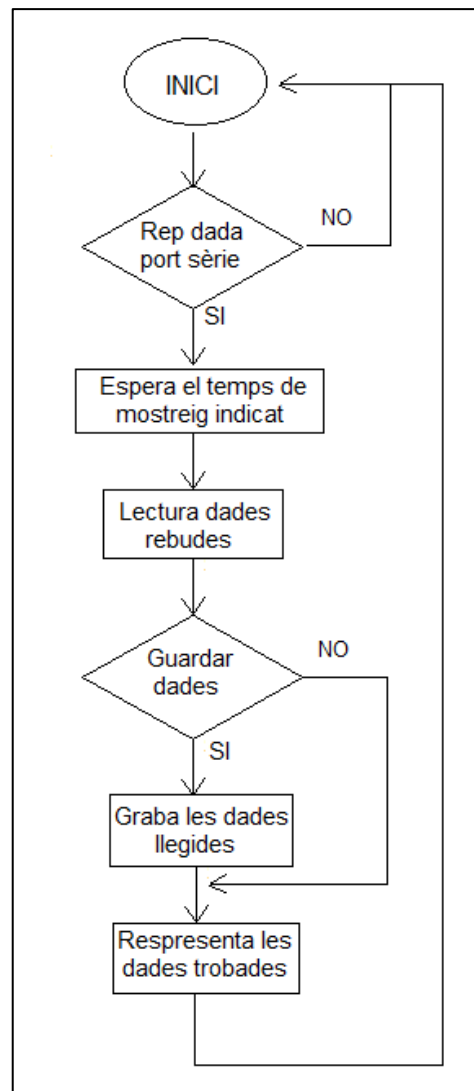 INICI
Rep dada
port sèrie
NO
SI
Espera el temps de
mostreig indicat
Lectura dades
rebudes
Guardar
dades
NO
SI
Graba les dades
llegides
Respresenta les
dades trobades